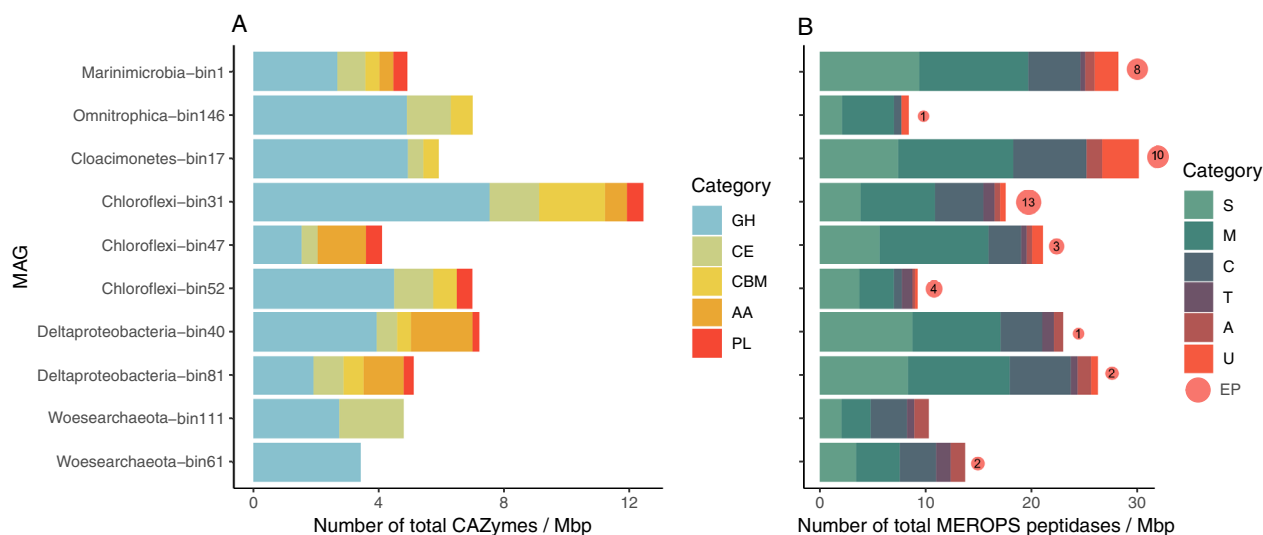 A
B
MAG
Marinimicrobia−bin1
Omnitrophica−bin146
Cloacimonetes−bin17
Chloroflexi−bin31
Chloroflexi−bin47
Chloroflexi−bin52
Deltaproteobacteria−bin40
Deltaproteobacteria−bin81
Woesearchaeota−bin111
Woesearchaeota−bin61
0 4 8 12
Number of total CAZymes / Mbp
Category
GH
CE
CBM
AA
PL
8
1
10
13
3
4
1
2
2
0 10 20 30
Number of total MEROPS peptidases / Mbp
Category
S
M
C
T
A
U
EP